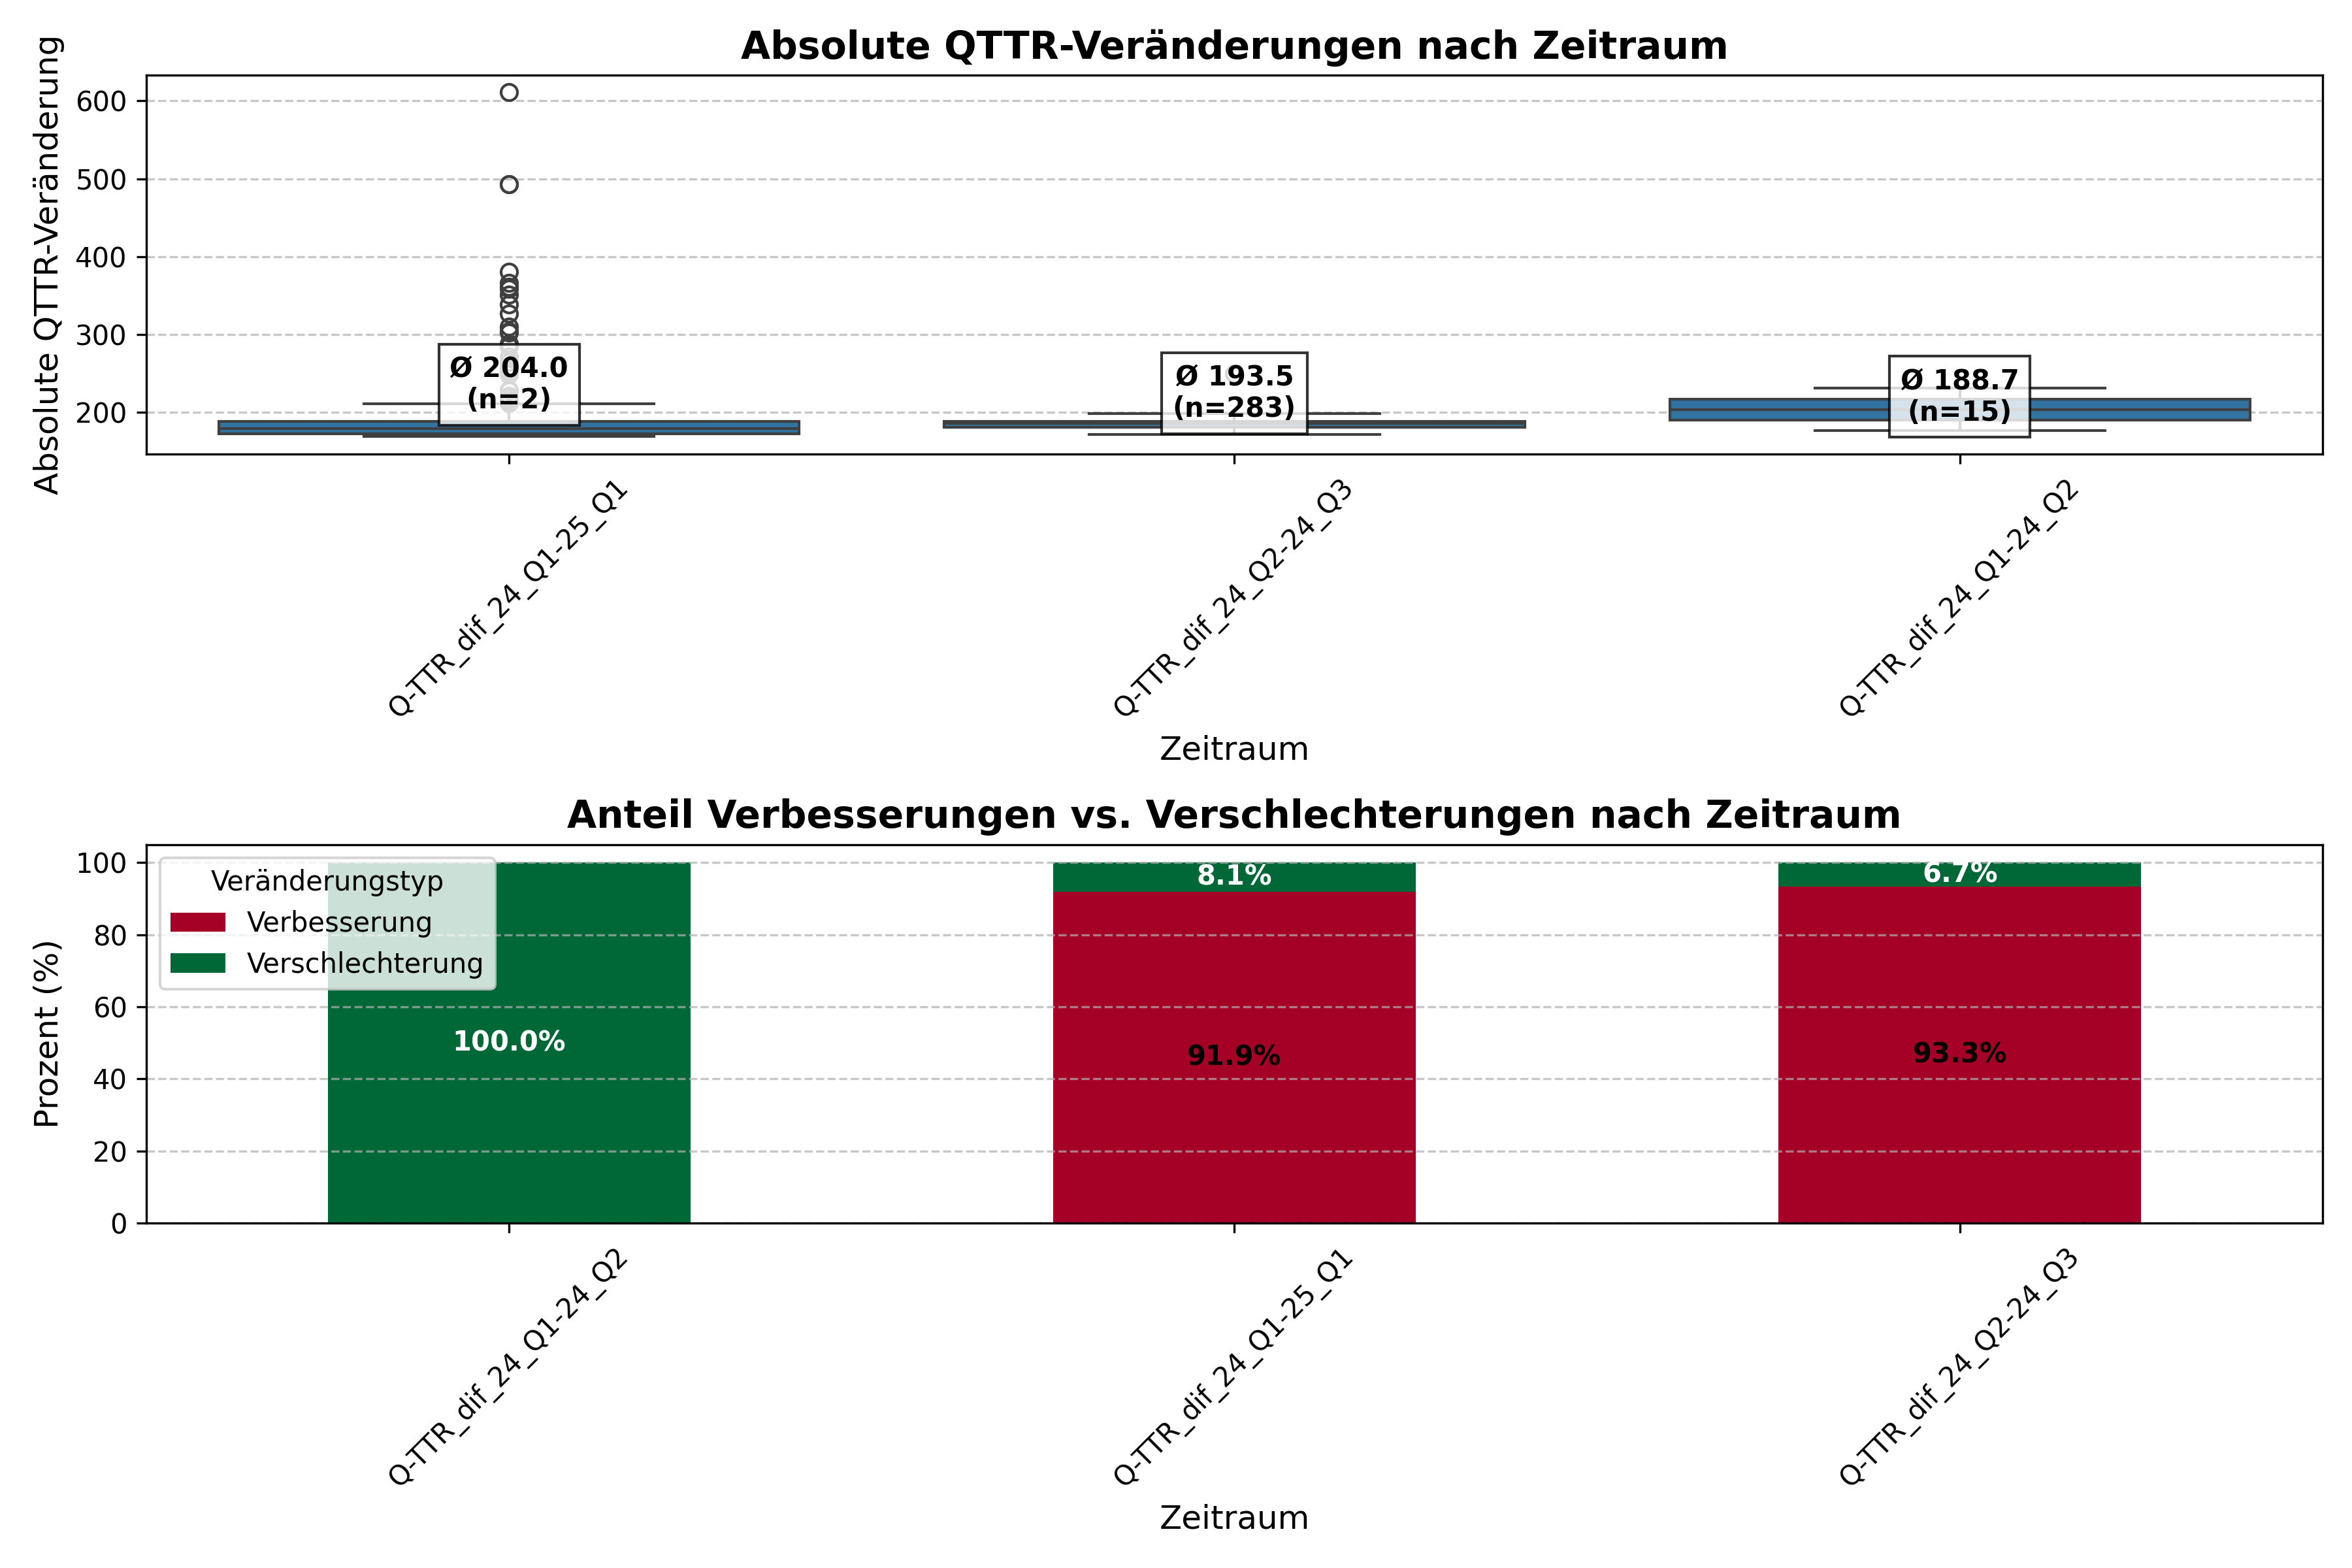 Absolute QTTR-Veränderungen nach Zeitraum
Absolute QTTR-Veränderung
600
500
400
300
200
Ø 204.0
(n=2)
Ø 193.5
(n=283)
Ø 188.7
(n=15)
Q-TTR_dif_24_Q1-25_Q1
Q-TTR_dif_24_Q2-24_Q3
Q-TTR_dif_24_Q1-24_Q2
Zeitraum
Anteil Verbesserungen vs. Verschlechterungen nach Zeitraum
Prozent (%)
100
80
60
40
20
0
Veränderungstyp
Verbesserung
Verschlechterung
100.0%
8.1%
91.9%
6.7%
93.3%
Q-TTR_dif_24_Q1-24_Q2
Q-TTR_dif_24_Q1-25_Q1
Q-TTR_dif_24_Q2-24_Q3
Zeitraum